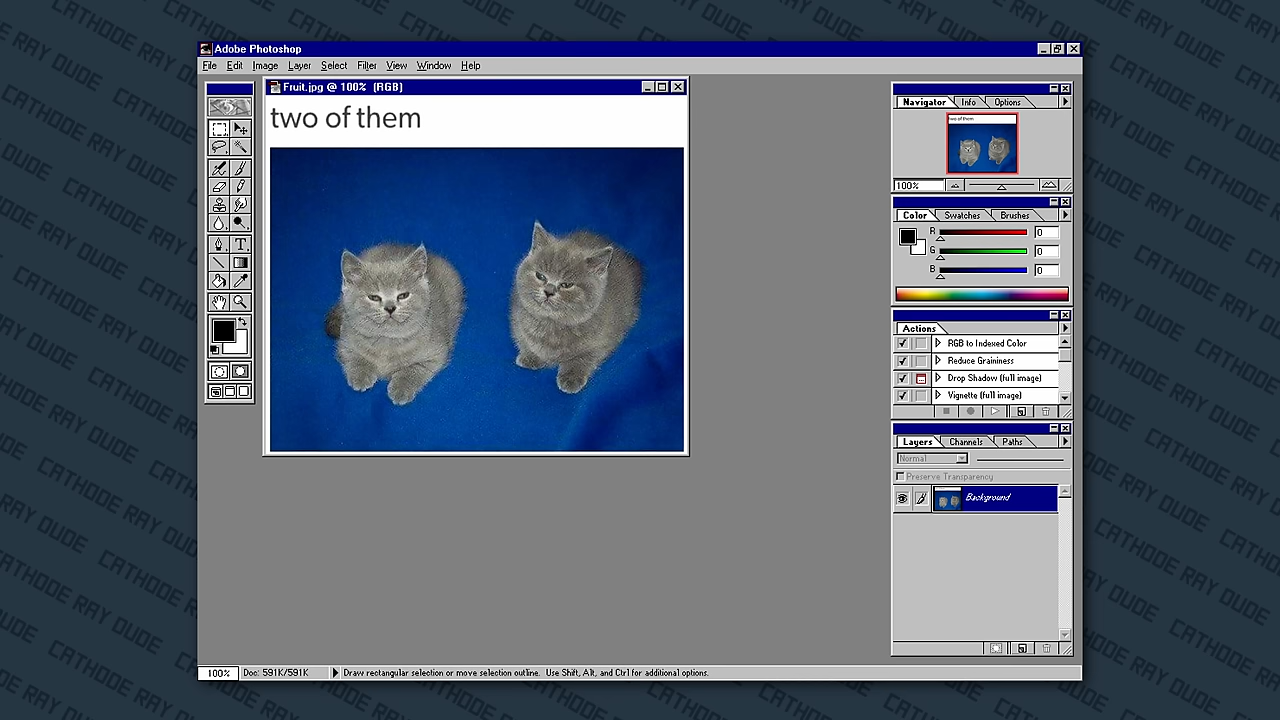 Adobe Photoshop
File Edit Image Layer Select Filter View Window Help
Fruit.jpg @ 100% (RGB)
two of them
Navigator Info Options
two of them
100%
Color Swatches Brushes
R 0
G 0
B 0
Actions
RGB to Indexed Color
Reduce Graininess
Drop Shadow (full image)
Vignette (full image)
Layers Channels Paths
Normal
Preserve Transparency
Background
100% Doc: 591K/591K Draw rectangular selection or move selection outline. Use Shift, Alt, and Ctrl for additional options.
CATHODE RAY DUDE